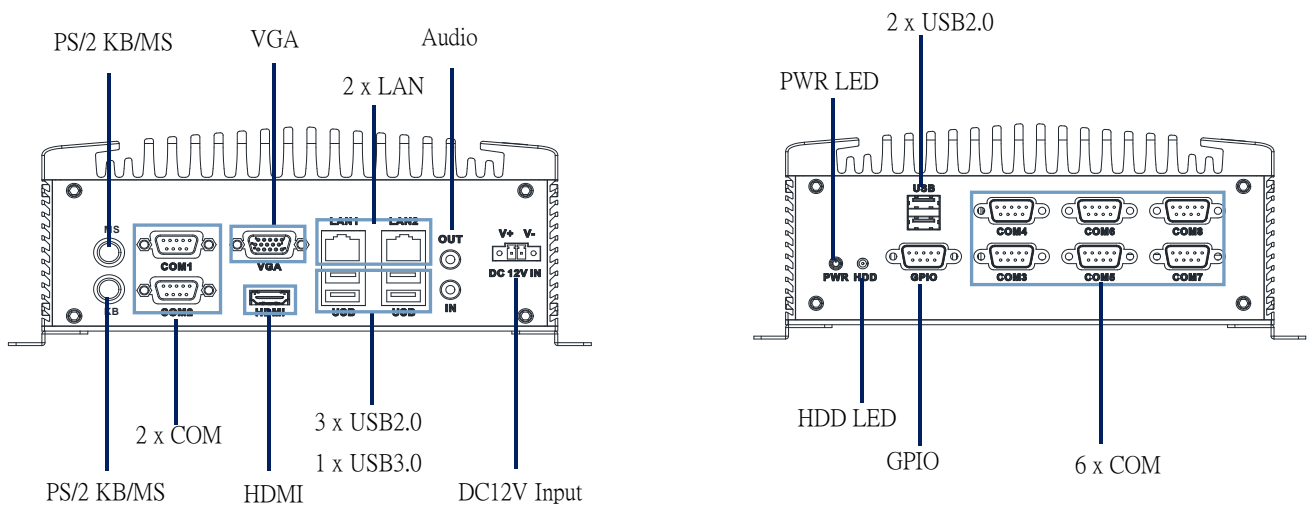 PS/2 KB/MS
VGA
Audio
2 x LAN
MS
LAN1
LAN2
OUT
V+ V-
COM1
VGA
DC 12V IN
KB
COM2
HDMI
USB
USB
IN
2 x COM
3 x USB2.0
1 x USB3.0
PS/2 KB/MS
HDMI
DC12V Input
2 x USB2.0
PWR LED
USB
COM4
COM6
COM8
PWR
HDD
GPIO
COM3
COM5
COM7
HDD LED
GPIO
6 x COM